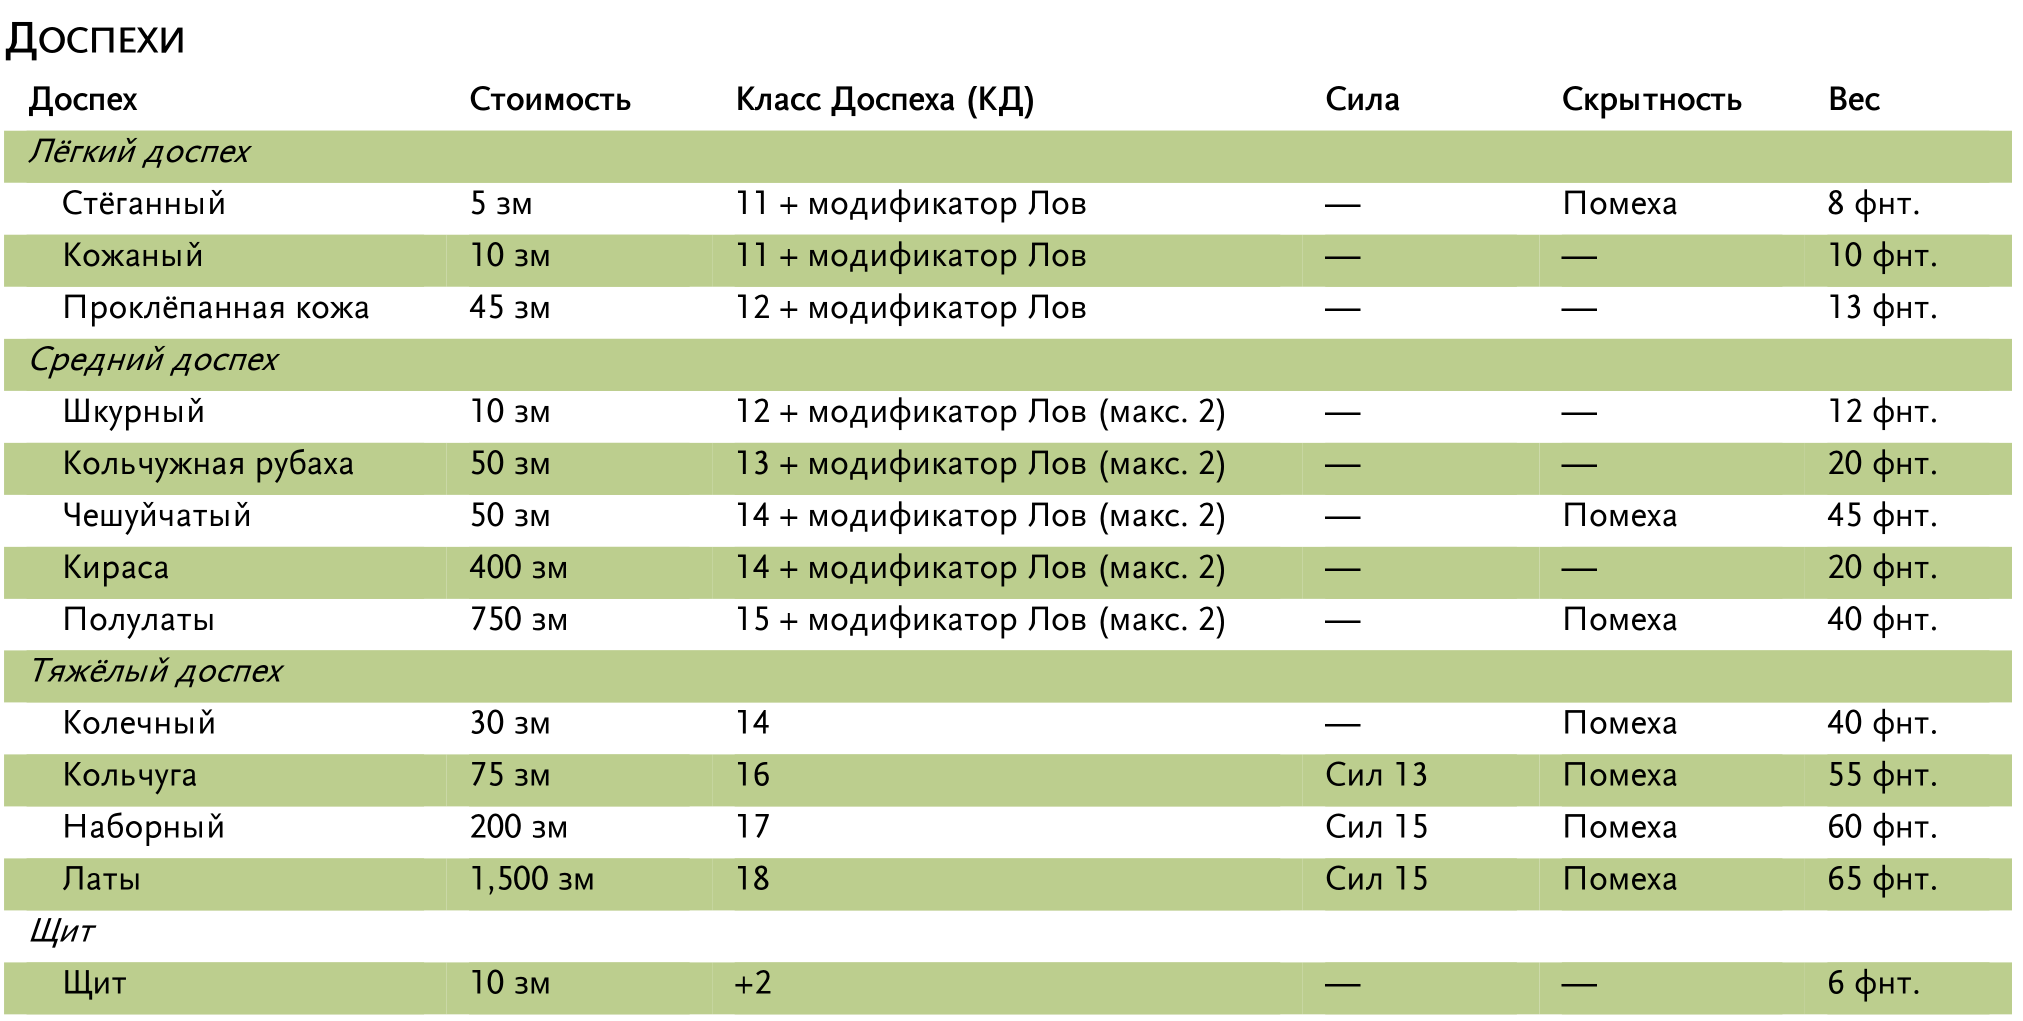 Доспехи
Доспех Стоимость Класс Доспеха (КД) Сила Скрытность Вес
Лёгкий доспех
Стёганный 5 зм 11 + модификатор Лов — Помеха 8 фнт.
Кожаный 10 зм 11 + модификатор Лов — — 10 фнт.
Проклёпанная кожа 45 зм 12 + модификатор Лов — — 13 фнт.
Средний доспех
Шкурный 10 зм 12 + модификатор Лов (макс. 2) — — 12 фнт.
Кольчужная рубаха 50 зм 13 + модификатор Лов (макс. 2) — — 20 фнт.
Чешуйчатый 50 зм 14 + модификатор Лов (макс. 2) — Помеха 45 фнт.
Кираса 400 зм 14 + модификатор Лов (макс. 2) — — 20 фнт.
Полулаты 750 зм 15 + модификатор Лов (макс. 2) — Помеха 40 фнт.
Тяжёлый доспех
Колечный 30 зм 14 — Помеха 40 фнт.
Кольчуга 75 зм 16 Сил 13 Помеха 55 фнт.
Наборный 200 зм 17 Сил 15 Помеха 60 фнт.
Латы 1,500 зм 18 Сил 15 Помеха 65 фнт.
Щит
Щит 10 зм +2 — — 6 фнт.